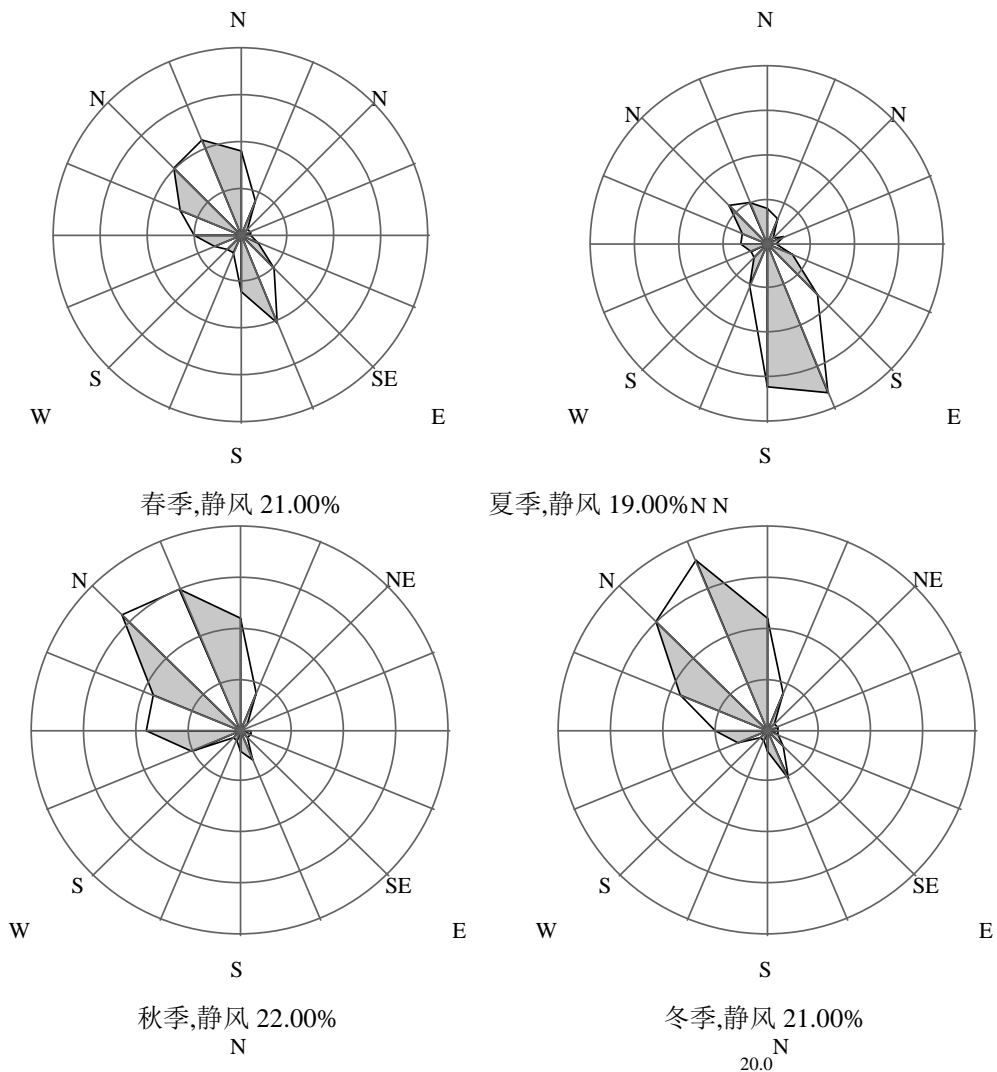 N N
N N N N
S SE S S
W E W E
S S
春季,静风 21.00% 夏季,静风 19.00%N N
N NE N NE
S SE S SE
W E W E
S S
秋季,静风 22.00% 冬季,静风 21.00%
N N
20.0